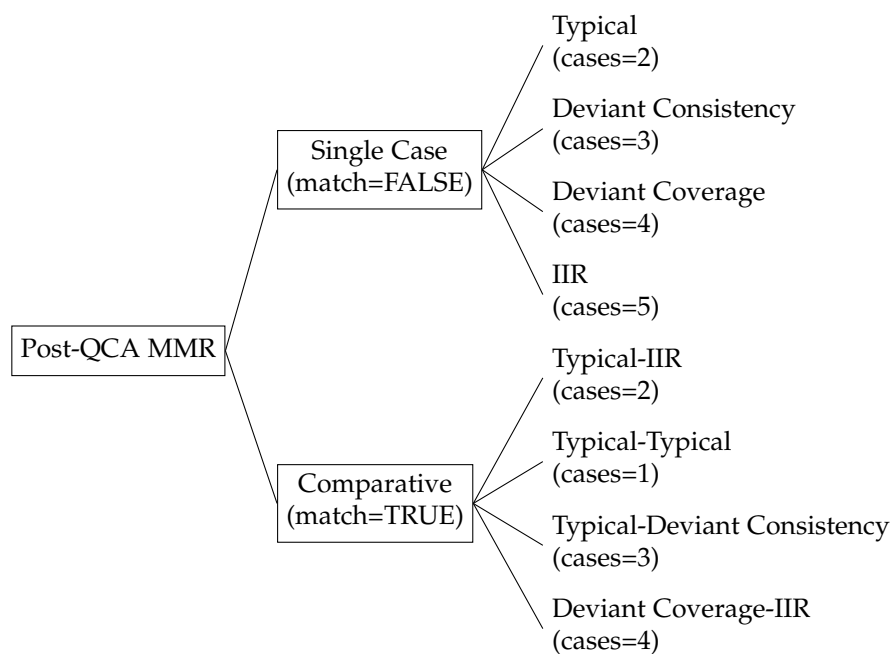 Post-QCA MMR
Single Case
(match=FALSE)
Typical
(cases=2)
Deviant Consistency
(cases=3)
Deviant Coverage
(cases=4)
IIR
(cases=5)
Comparative
(match=TRUE)
Typical-IIR
(cases=2)
Typical-Typical
(cases=1)
Typical-Deviant Consistency
(cases=3)
Deviant Coverage-IIR
(cases=4)